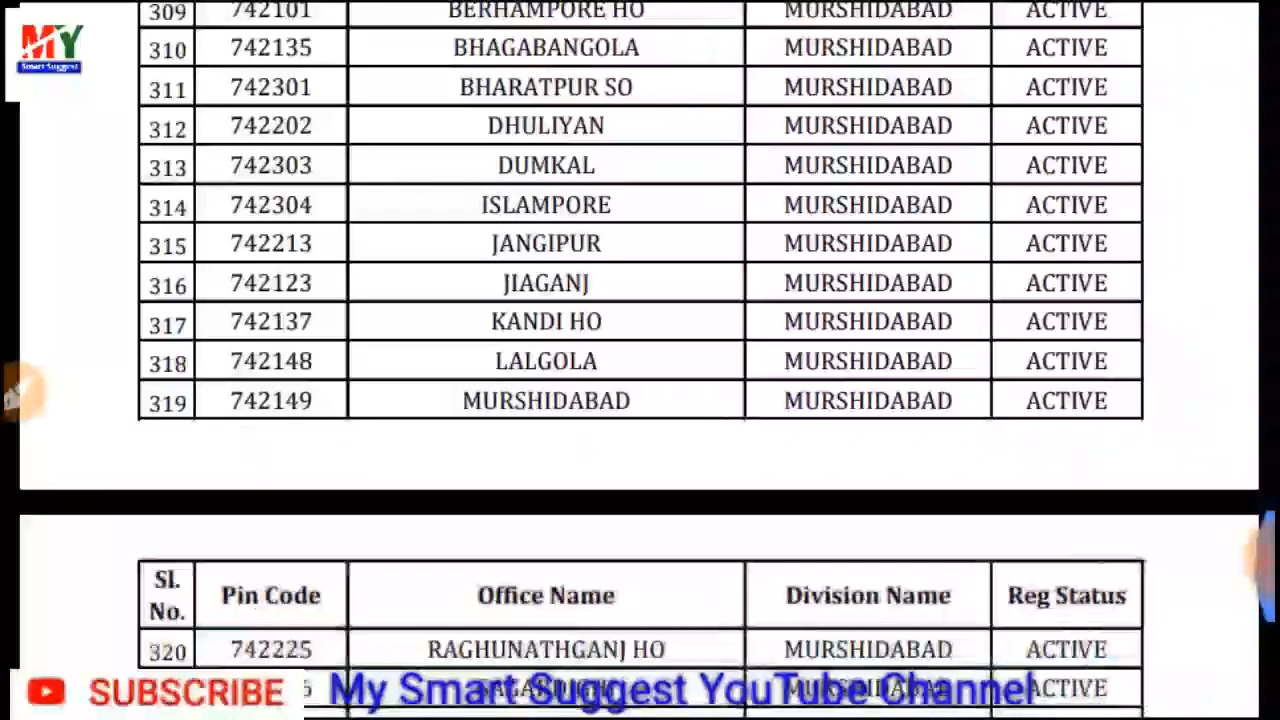 MY
Smart Suggest
309 742101 BERHAMPORE HO MURSHIDABAD ACTIVE
310 742135 BHAGABANGOLA MURSHIDABAD ACTIVE
311 742301 BHARATPUR SO MURSHIDABAD ACTIVE
312 742202 DHULIYAN MURSHIDABAD ACTIVE
313 742303 DUMKAL MURSHIDABAD ACTIVE
314 742304 ISLAMPORE MURSHIDABAD ACTIVE
315 742213 JANGIPUR MURSHIDABAD ACTIVE
316 742123 JIAGANJ MURSHIDABAD ACTIVE
317 742137 KANDI HO MURSHIDABAD ACTIVE
318 742148 LALGOLA MURSHIDABAD ACTIVE
319 742149 MURSHIDABAD MURSHIDABAD ACTIVE
Sl. No. Pin Code Office Name Division Name Reg Status
320 742225 RAGHUNATHGANJ HO MURSHIDABAD ACTIVE
MURSHIDABAD ACTIVE
SUBSCRIBE My Smart Suggest YouTube Channel